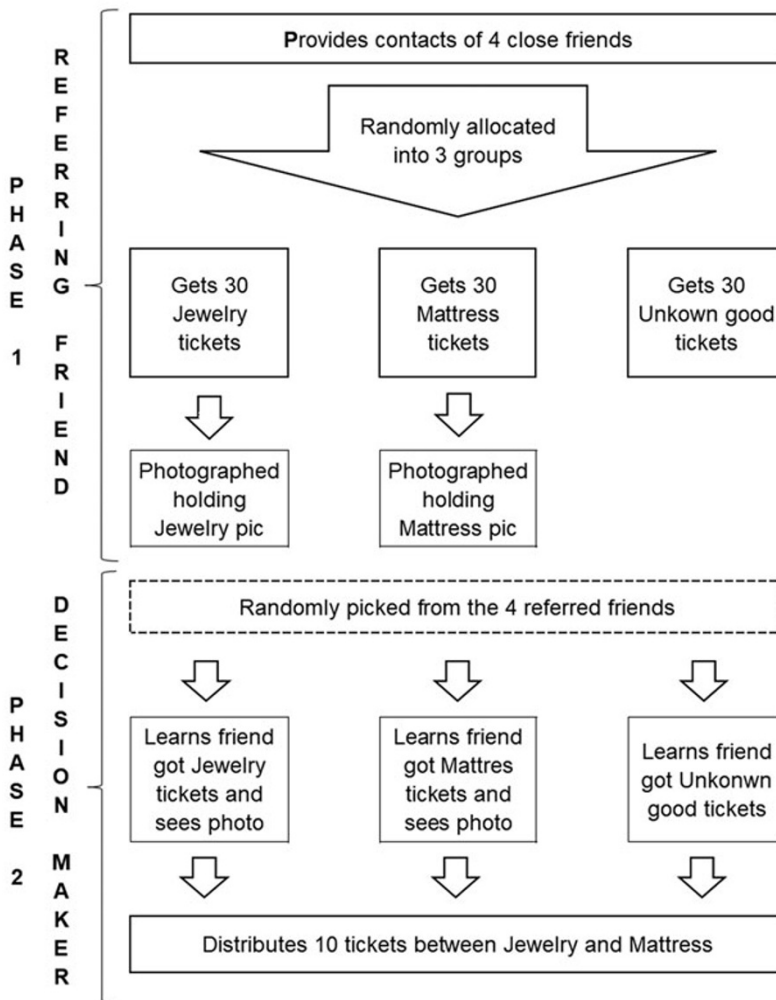 PHASE 1
REFERRING FRIEND
Provides contacts of 4 close friends
Randomly allocated
into 3 groups
Gets 30
Jewelry
tickets
Gets 30
Mattress
tickets
Gets 30
Unkown good
tickets
Photographed
holding
Jewelry pic
Photographed
holding
Mattress pic
PHASE 2
DECISION MAKER
Randomly picked from the 4 referred friends
Learns friend
got Jewelry
tickets and
sees photo
Learns friend
got Mattres
tickets and
sees photo
Learns friend
got Unkonwn
good tickets
Distributes 10 tickets between Jewelry and Mattress